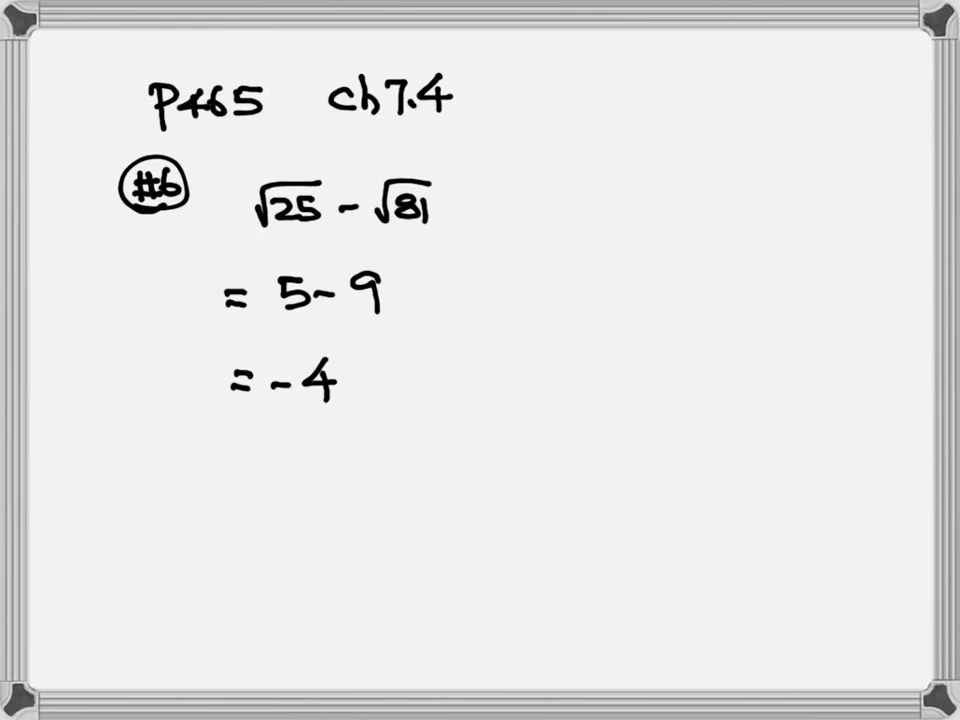 P465 ch7.4
#6 √25 - √81
= 5 - 9
= -4